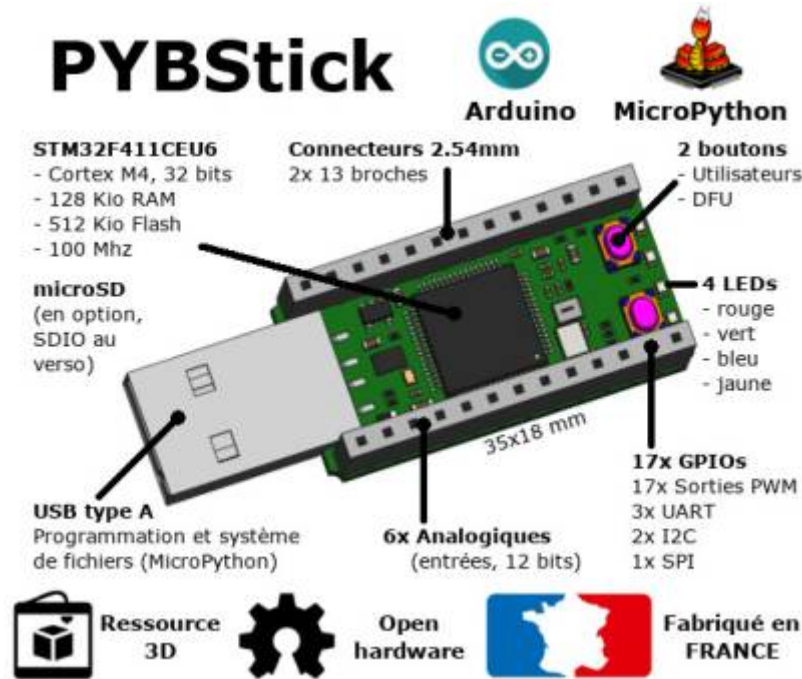 PYBStick
Arduino
MicroPython
STM32F411CEU6
- Cortex M4, 32 bits
- 128 Kio RAM
- 512 Kio Flash
- 100 Mhz
Connecteurs 2.54mm
2x 13 broches
2 boutons
- Utilisateurs
- DFU
microSD
(en option,
SDIO au
verso)
4 LEDs
- rouge
- vert
- bleu
- jaune
35x18 mm
USB type A
Programmation et système
de fichiers (MicroPython)
6x Analogiques
(entrées, 12 bits)
17x GPIOs
17x Sorties PWM
3x UART
2x I2C
1x SPI
Ressource
3D
Open
hardware
Fabriqué en
FRANCE